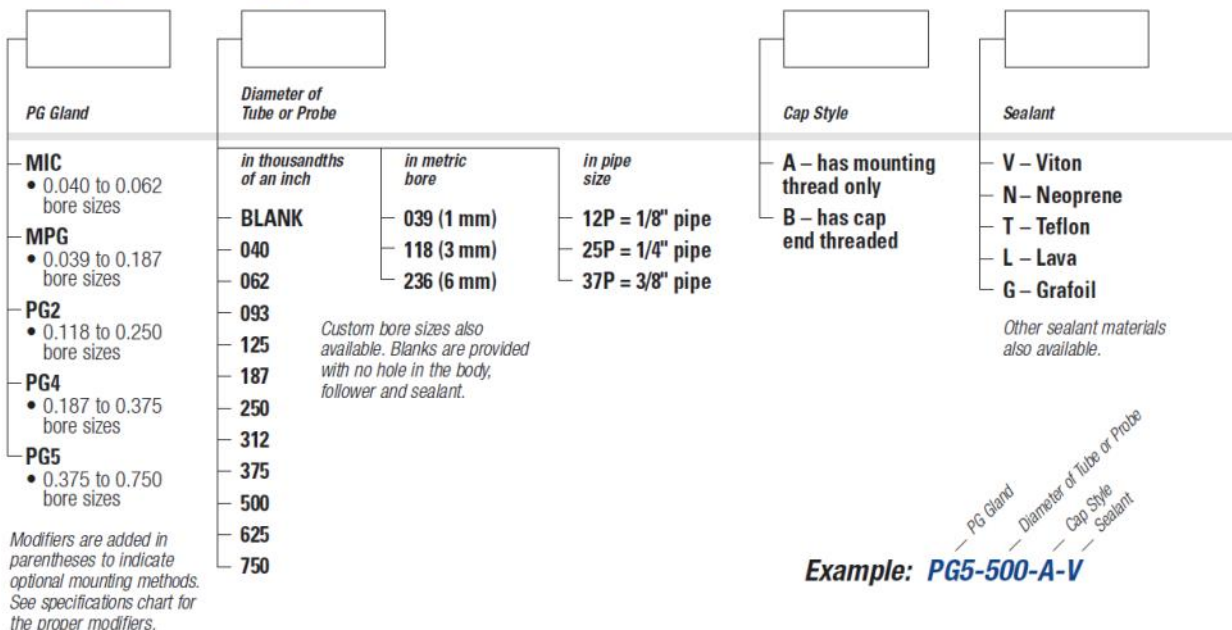 PG Gland
MIC
• 0.040 to 0.062
bore sizes
MPG
• 0.039 to 0.187
bore sizes
PG2
• 0.118 to 0.250
bore sizes
PG4
• 0.187 to 0.375
bore sizes
PG5
• 0.375 to 0.750
bore sizes
Modifiers are added in
parentheses to indicate
optional mounting methods.
See specifications chart for
the proper modifiers.
Diameter of
Tube or Probe
in thousandths
of an inch
BLANK
040
062
093
125
187
250
312
375
500
625
750
in metric
bore
039 (1 mm)
118 (3 mm)
236 (6 mm)
in pipe
size
12P = 1/8" pipe
25P = 1/4" pipe
37P = 3/8" pipe
Custom bore sizes also
available. Blanks are provided
with no hole in the body,
follower and sealant.
Cap Style
A – has mounting
thread only
B – has cap
end threaded
Sealant
V – Viton
N – Neoprene
T – Teflon
L – Lava
G – Grafoil
Other sealant materials
also available.
PG Gland
Diameter of Tube or Probe
Cap Style
Sealant
Example: PG5-500-A-V